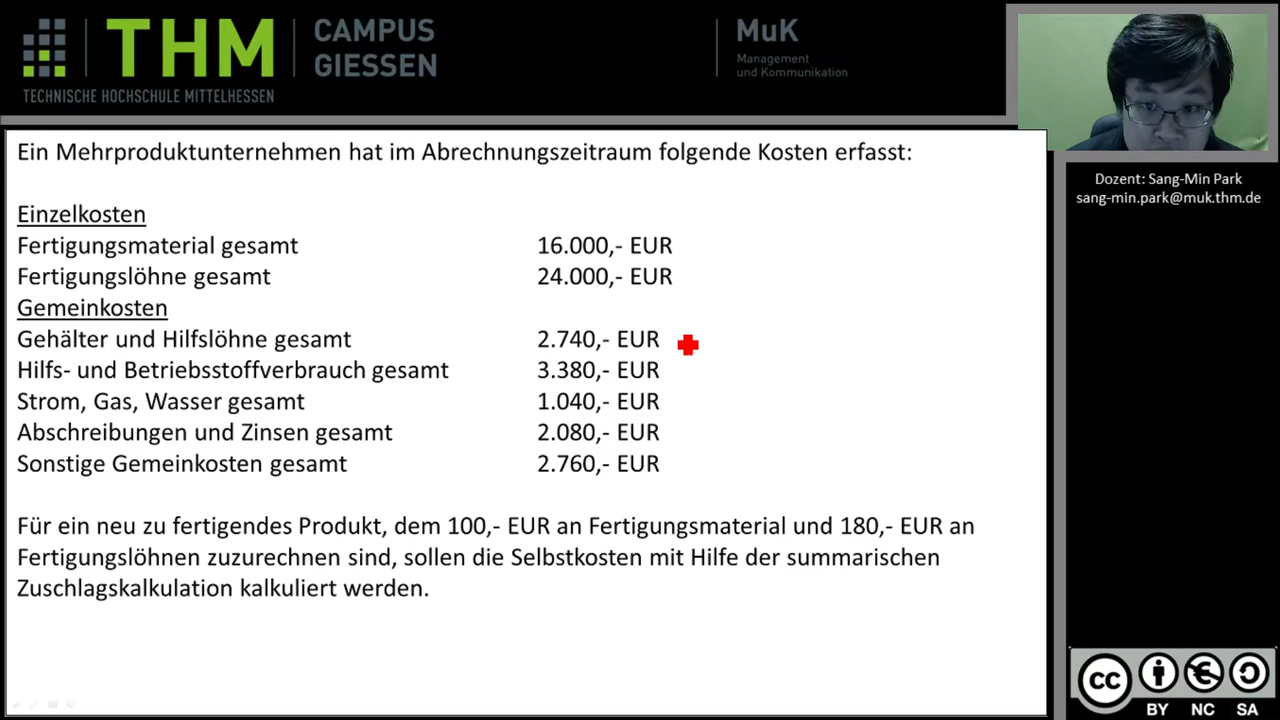 THM
CAMPUS
GIESSEN
TECHNISCHE HOCHSCHULE MITTELHESSEN
MuK
Management
und Kommunikation
Dozent: Sang-Min Park
sang-min.park@muk.thm.de
Ein Mehrproduktunternehmen hat im Abrechnungszeitraum folgende Kosten erfasst:
Einzelkosten
Fertigungsmaterial gesamt 16.000,- EUR
Fertigungslöhne gesamt 24.000,- EUR
Gemeinkosten
Gehälter und Hilfslöhne gesamt 2.740,- EUR
Hilfs- und Betriebsstoffverbrauch gesamt 3.380,- EUR
Strom, Gas, Wasser gesamt 1.040,- EUR
Abschreibungen und Zinsen gesamt 2.080,- EUR
Sonstige Gemeinkosten gesamt 2.760,- EUR
Für ein neu zu fertigendes Produkt, dem 100,- EUR an Fertigungsmaterial und 180,- EUR an
Fertigungslöhnen zuzurechnen sind, sollen die Selbstkosten mit Hilfe der summarischen
Zuschlagskalkulation kalkuliert werden.
cc
BY NC SA